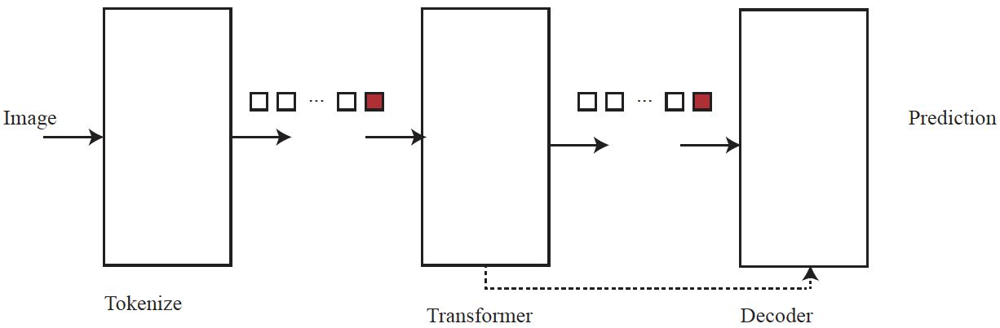 Image
...
...
Prediction
Tokenize
Transformer
Decoder